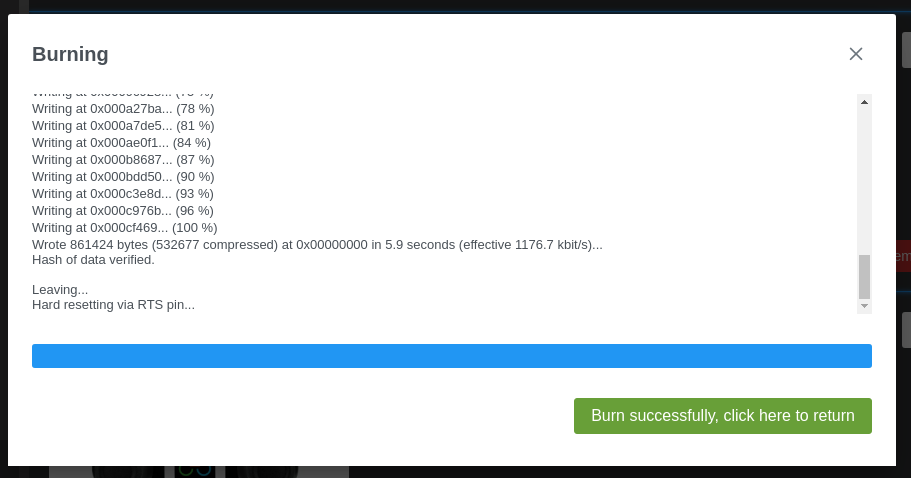 Burning
Writing at 0x000a27ba... (78 %)
Writing at 0x000a7de5... (81 %)
Writing at 0x000ae0f1... (84 %)
Writing at 0x000b8687... (87 %)
Writing at 0x000bdd50... (90 %)
Writing at 0x000c3e8d... (93 %)
Writing at 0x000c976b... (96 %)
Writing at 0x000cf469... (100 %)
Wrote 861424 bytes (532677 compressed) at 0x00000000 in 5.9 seconds (effective 1176.7 kbit/s)...
Hash of data verified.
Leaving...
Hard resetting via RTS pin...
Burn successfully, click here to return